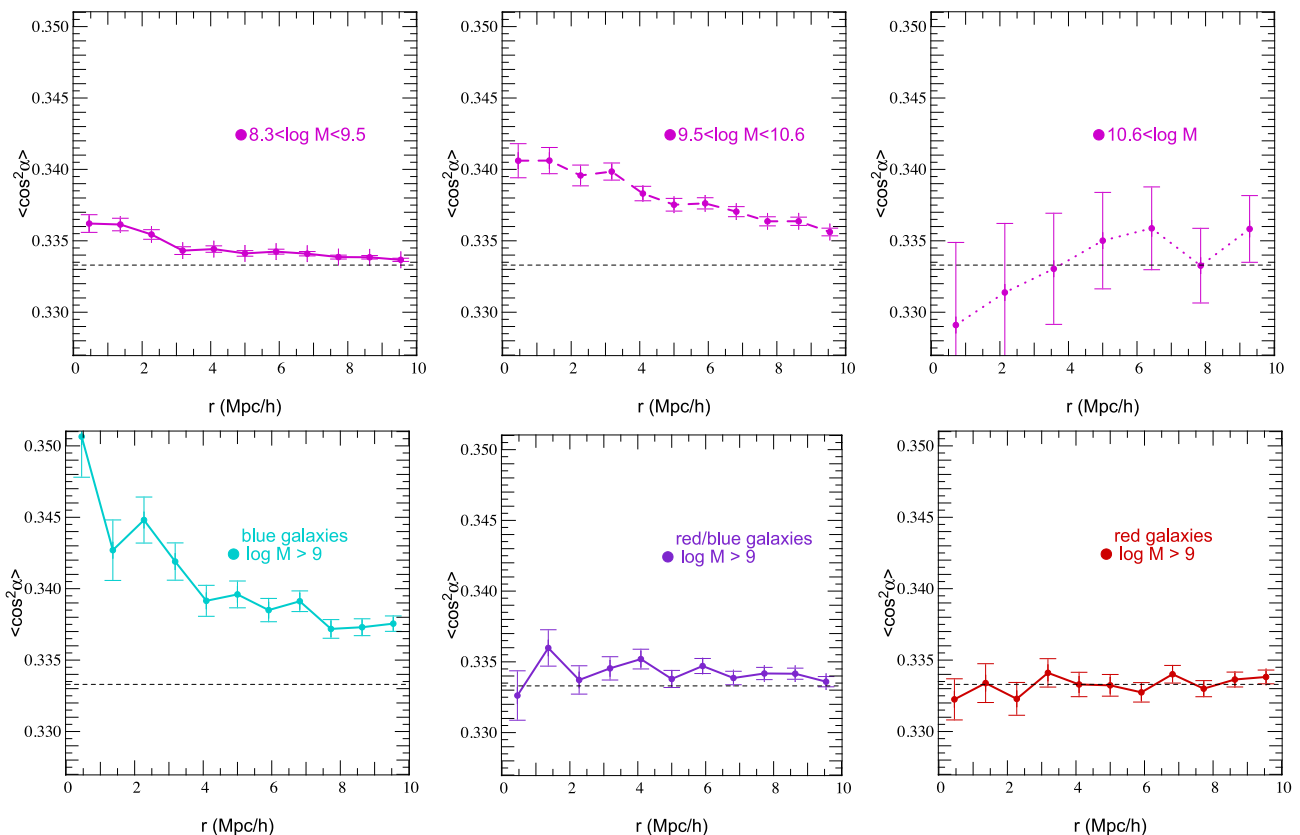 0.350
0.345
0.340
0.335
0.330
<cos²α>
8.3<log M<9.5
0 2 4 6 8 10
r (Mpc/h)
0.350
0.345
0.340
0.335
0.330
<cos²α>
9.5<log M<10.6
0 2 4 6 8 10
r (Mpc/h)
0.350
0.345
0.340
0.335
0.330
<cos²α>
10.6<log M
0 2 4 6 8 10
r (Mpc/h)
0.350
0.345
0.340
0.335
0.330
<cos²α>
blue galaxies
log M > 9
0 2 4 6 8 10
r (Mpc/h)
0.350
0.345
0.340
0.335
0.330
<cos²α>
red/blue galaxies
log M > 9
0 2 4 6 8 10
r (Mpc/h)
0.350
0.345
0.340
0.335
0.330
<cos²α>
red galaxies
log M > 9
0 2 4 6 8 10
r (Mpc/h)